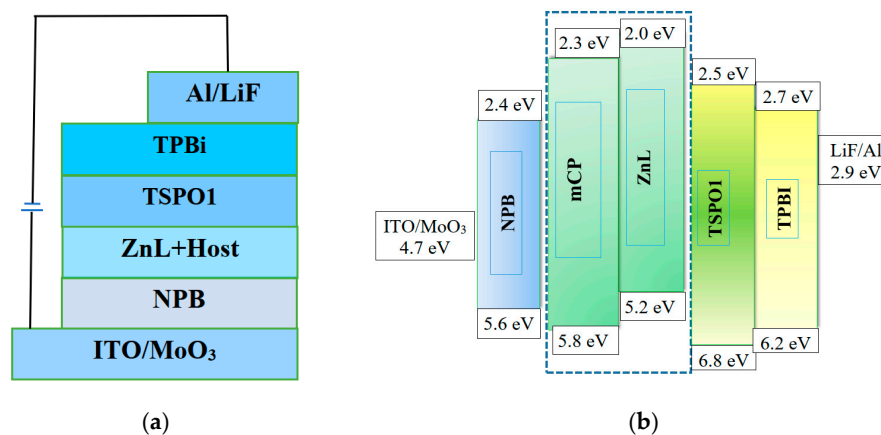 Al/LiF
TPBi
TSPO1
ZnL+Host
NPB
ITO/MoO₃
(a)
2.4 eV
NPB
5.6 eV
ITO/MoO₃
4.7 eV
2.3 eV
mCP
5.8 eV
2.0 eV
ZnL
5.2 eV
2.5 eV
TSPO1
6.8 eV
2.7 eV
TPBI
6.2 eV
LiF/Al
2.9 eV
(b)